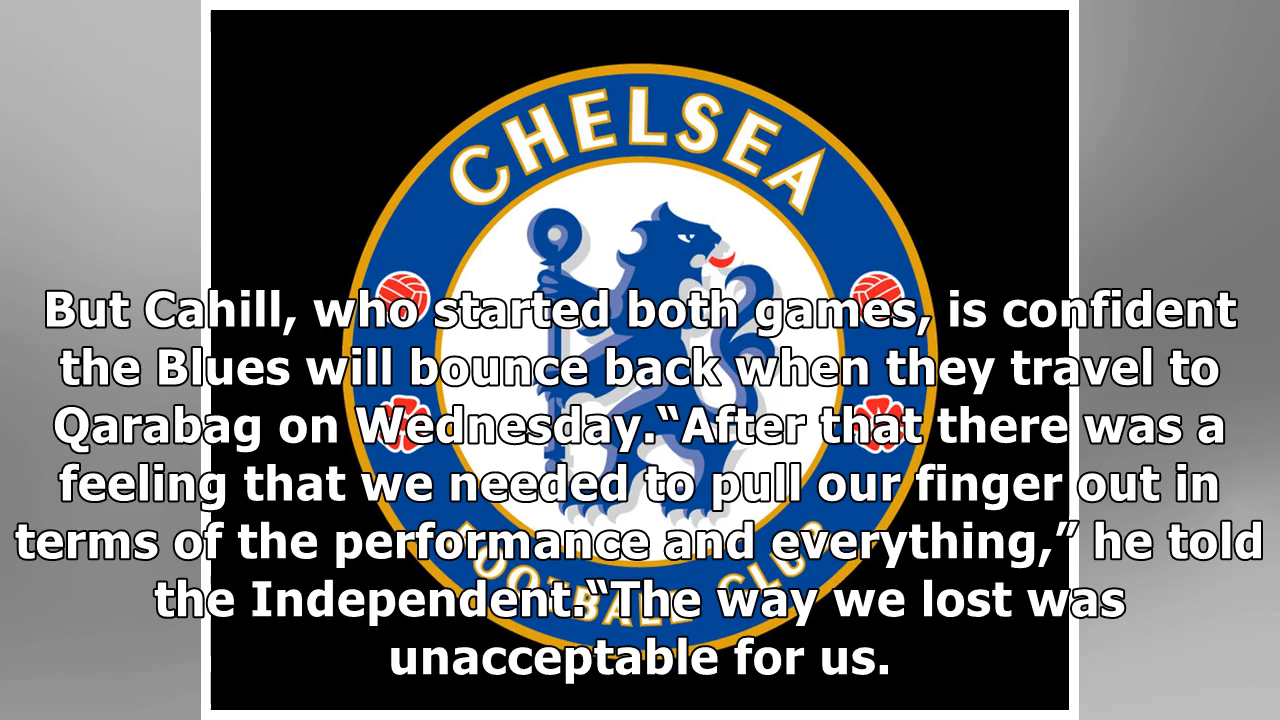 CHELSEA
But Cahill, who started both games, is confident
the Blues will bounce back when they travel to
Qarabag on Wednesday.“After that there was a
feeling that we needed to pull our finger out in
terms of the performance and everything,” he told
the Independent.“The way we lost was
unacceptable for us.
FOOTBALL CLUB